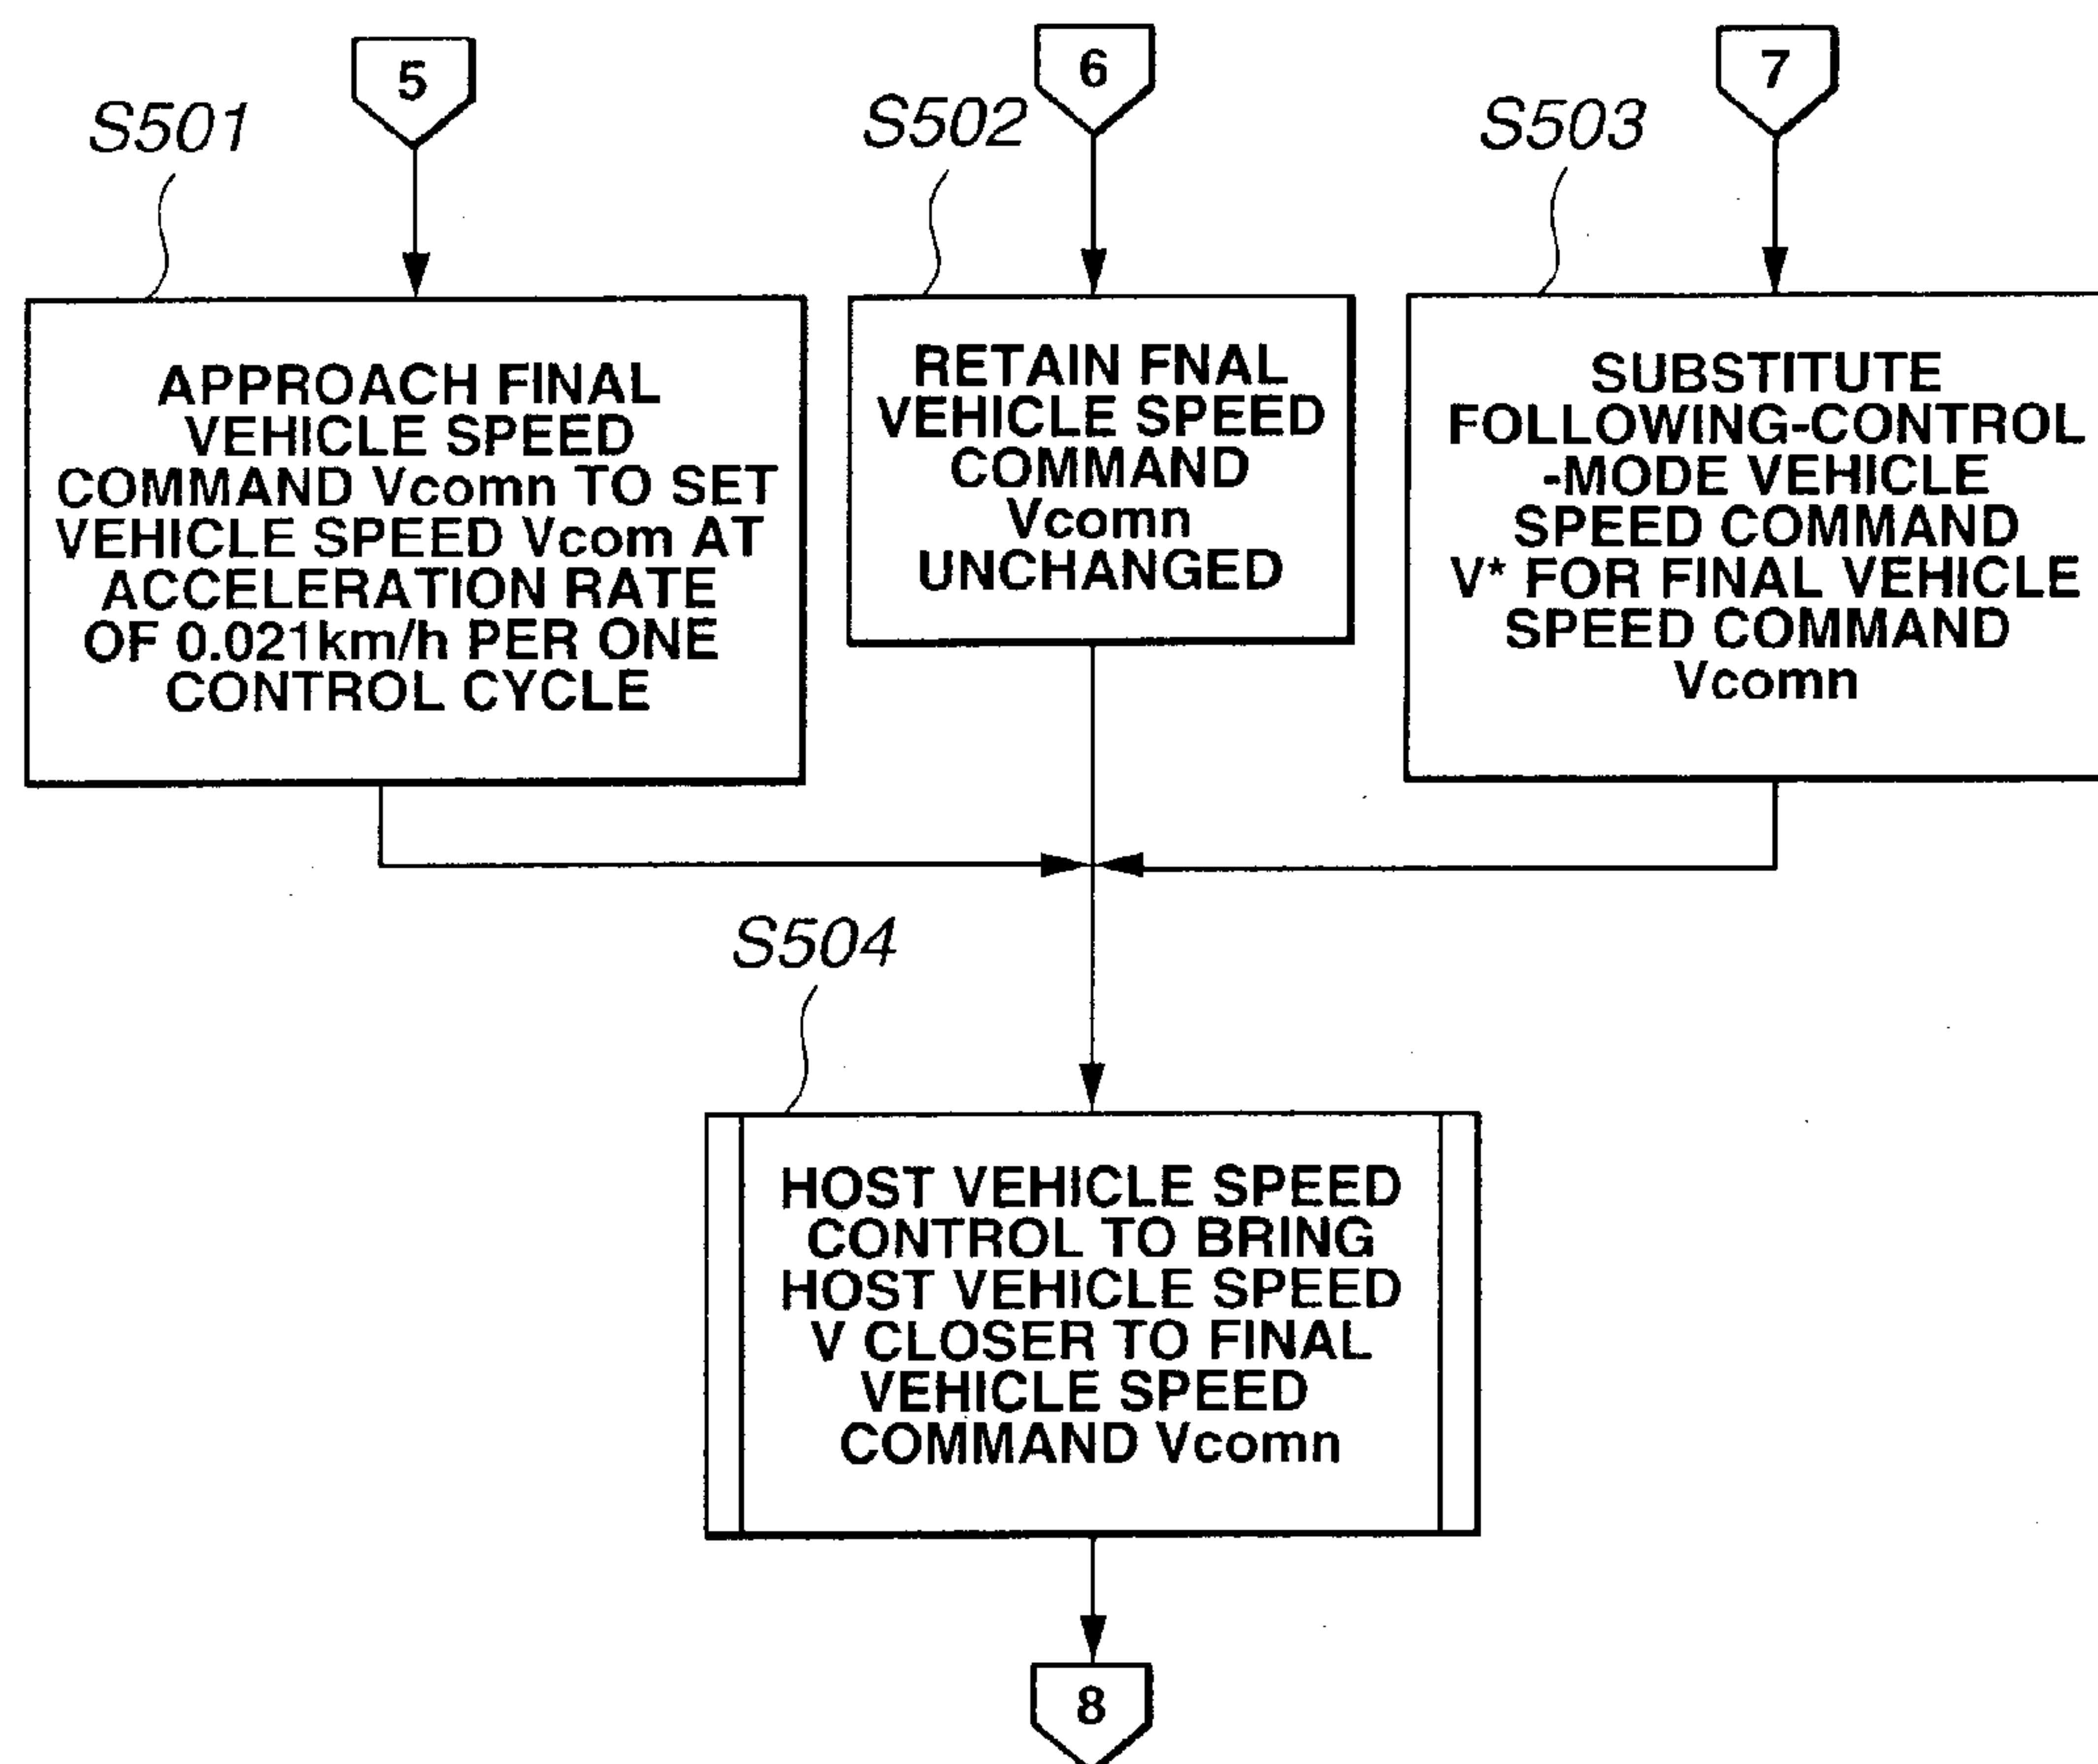 5
6
7
S501
S502
S503
APPROACH FINAL
VEHICLE SPEED
COMMAND Vcomn TO SET
VEHICLE SPEED Vcom AT
ACCELERATION RATE
OF 0.021km/h PER ONE
CONTROL CYCLE
RETAIN FNAL
VEHICLE SPEED
COMMAND
Vcomn
UNCHANGED
SUBSTITUTE
FOLLOWING-CONTROL
-MODE VEHICLE
SPEED COMMAND
V* FOR FINAL VEHICLE
SPEED COMMAND
Vcomn
S504
HOST VEHICLE SPEED
CONTROL TO BRING
HOST VEHICLE SPEED
V CLOSER TO FINAL
VEHICLE SPEED
COMMAND Vcomn
8